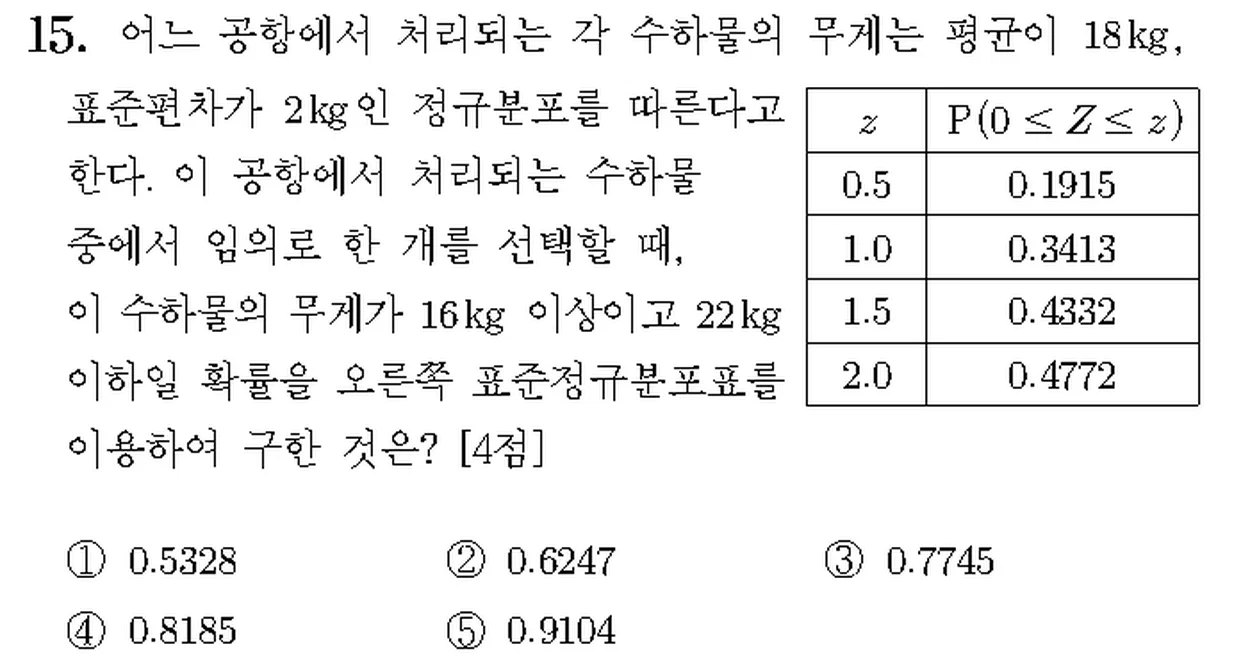 15. 어느 공항에서 처리되는 각 수하물의 무게는 평균이 18kg,
표준편차가 2kg인 정규분포를 따른다고
한다. 이 공항에서 처리되는 수하물
중에서 임의로 한 개를 선택할 때,
이 수하물의 무게가 16kg 이상이고 22kg
이하일 확률을 오른쪽 표준정규분포표를
이용하여 구한 것은? [4점]
z P(0 ≤ Z ≤ z)
0.5 0.1915
1.0 0.3413
1.5 0.4332
2.0 0.4772
① 0.5328 ② 0.6247 ③ 0.7745
④ 0.8185 ⑤ 0.9104